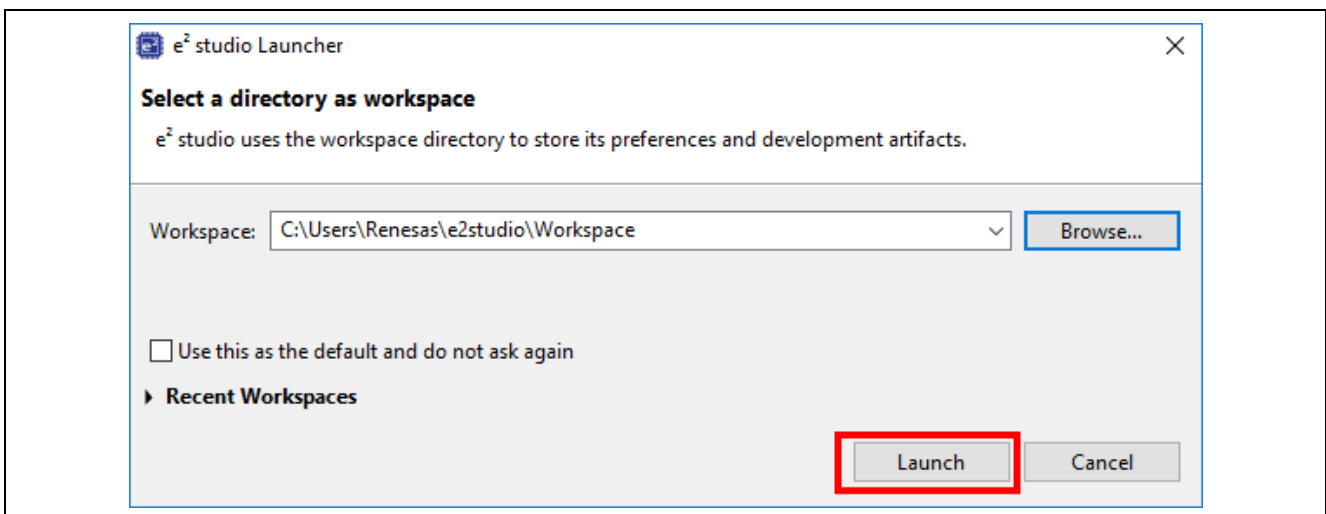 e² studio Launcher
Select a directory as workspace
e² studio uses the workspace directory to store its preferences and development artifacts.
Workspace: C:\Users\Renesas\e2studio\Workspace Browse...
Use this as the default and do not ask again
Recent Workspaces
Launch Cancel